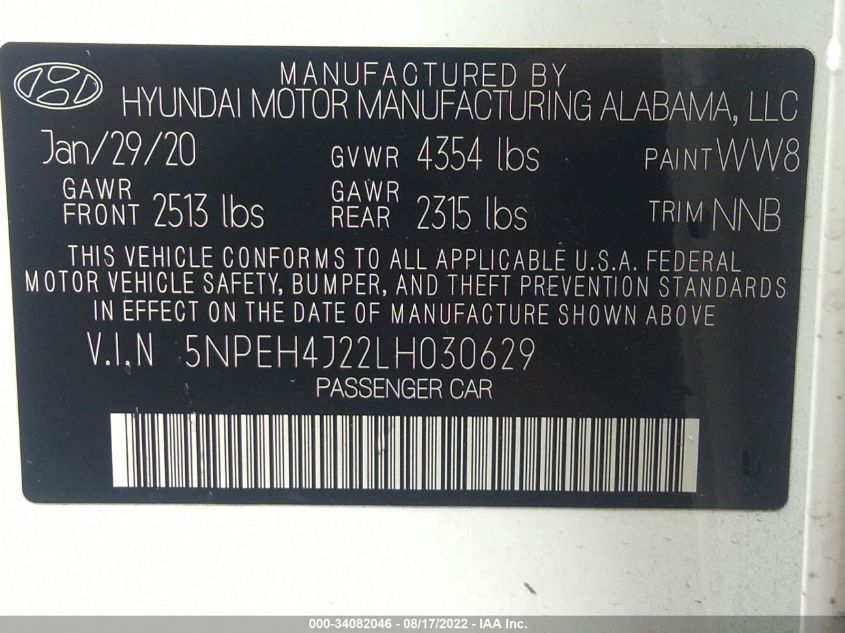 MANUFACTURED BY
HYUNDAI MOTOR MANUFACTURING ALABAMA, LLC
Jan/29/20 GVWR 4354 lbs PAINT WW8
GAWR FRONT 2513 lbs GAWR REAR 2315 lbs TRIM NNB
THIS VEHICLE CONFORMS TO ALL APPLICABLE U.S.A. FEDERAL
MOTOR VEHICLE SAFETY, BUMPER, AND THEFT PREVENTION STANDARDS
IN EFFECT ON THE DATE OF MANUFACTURE SHOWN ABOVE
V.I.N 5NPEH4J22LH030629
PASSENGER CAR
000-34082046 - 08/17/2022 - IAA Inc.